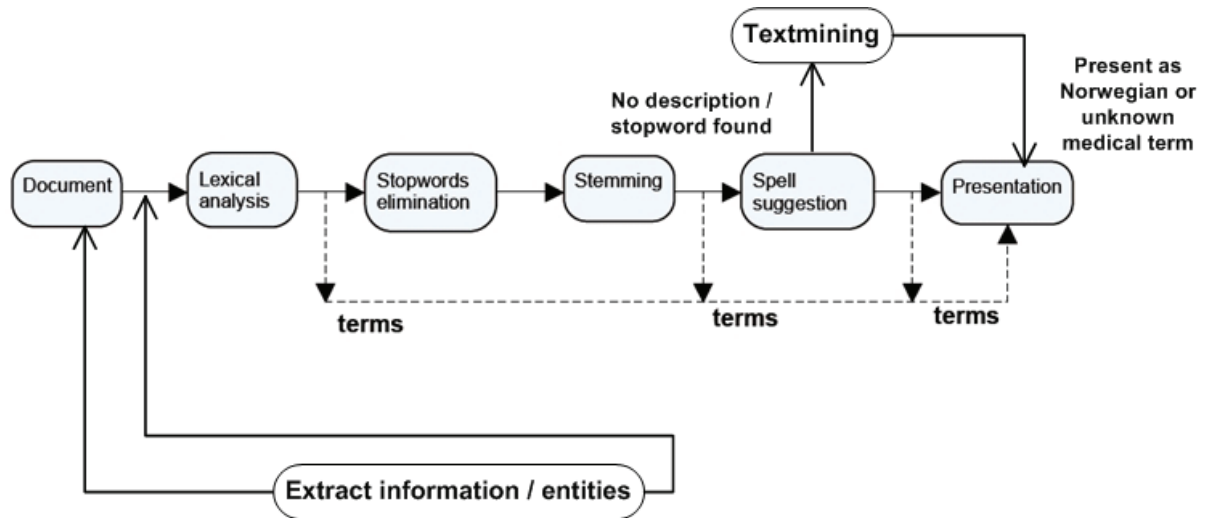 Textmining
Present as
Norwegian or
unknown
medical term
No description /
stopword found
Document
Lexical
analysis
Stopwords
elimination
Stemming
Spell
suggestion
Presentation
terms
terms
terms
Extract information / entities